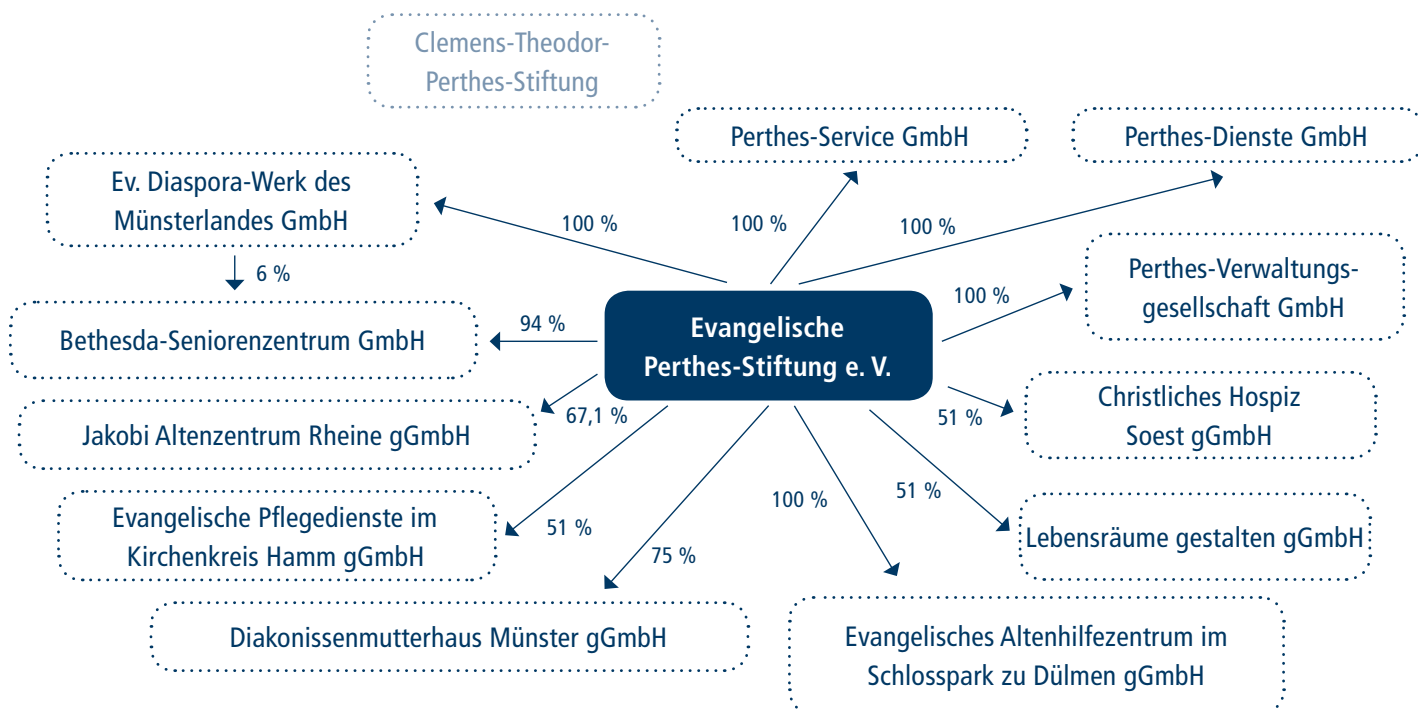 Clemens-Theodor-
Perthes-Stiftung
Perthes-Service GmbH
Perthes-Dienste GmbH
Ev. Diaspora-Werk des
Münsterlandes GmbH
100 %
100 %
100 %
6 %
Perthes-Verwaltungs-
gesellschaft GmbH
100 %
Bethesda-Seniorenzentrum GmbH
94 %
Evangelische
Perthes-Stiftung e. V.
Christliches Hospiz
Soest gGmbH
51 %
Jakobi Altenzentrum Rheine gGmbH
67,1 %
Evangelische Pflegedienste im
Kirchenkreis Hamm gGmbH
51 %
75 %
100 %
51 %
Lebensräume gestalten gGmbH
Diakonissenmutterhaus Münster gGmbH
Evangelisches Altenhilfezentrum im
Schlosspark zu Dülmen gGmbH